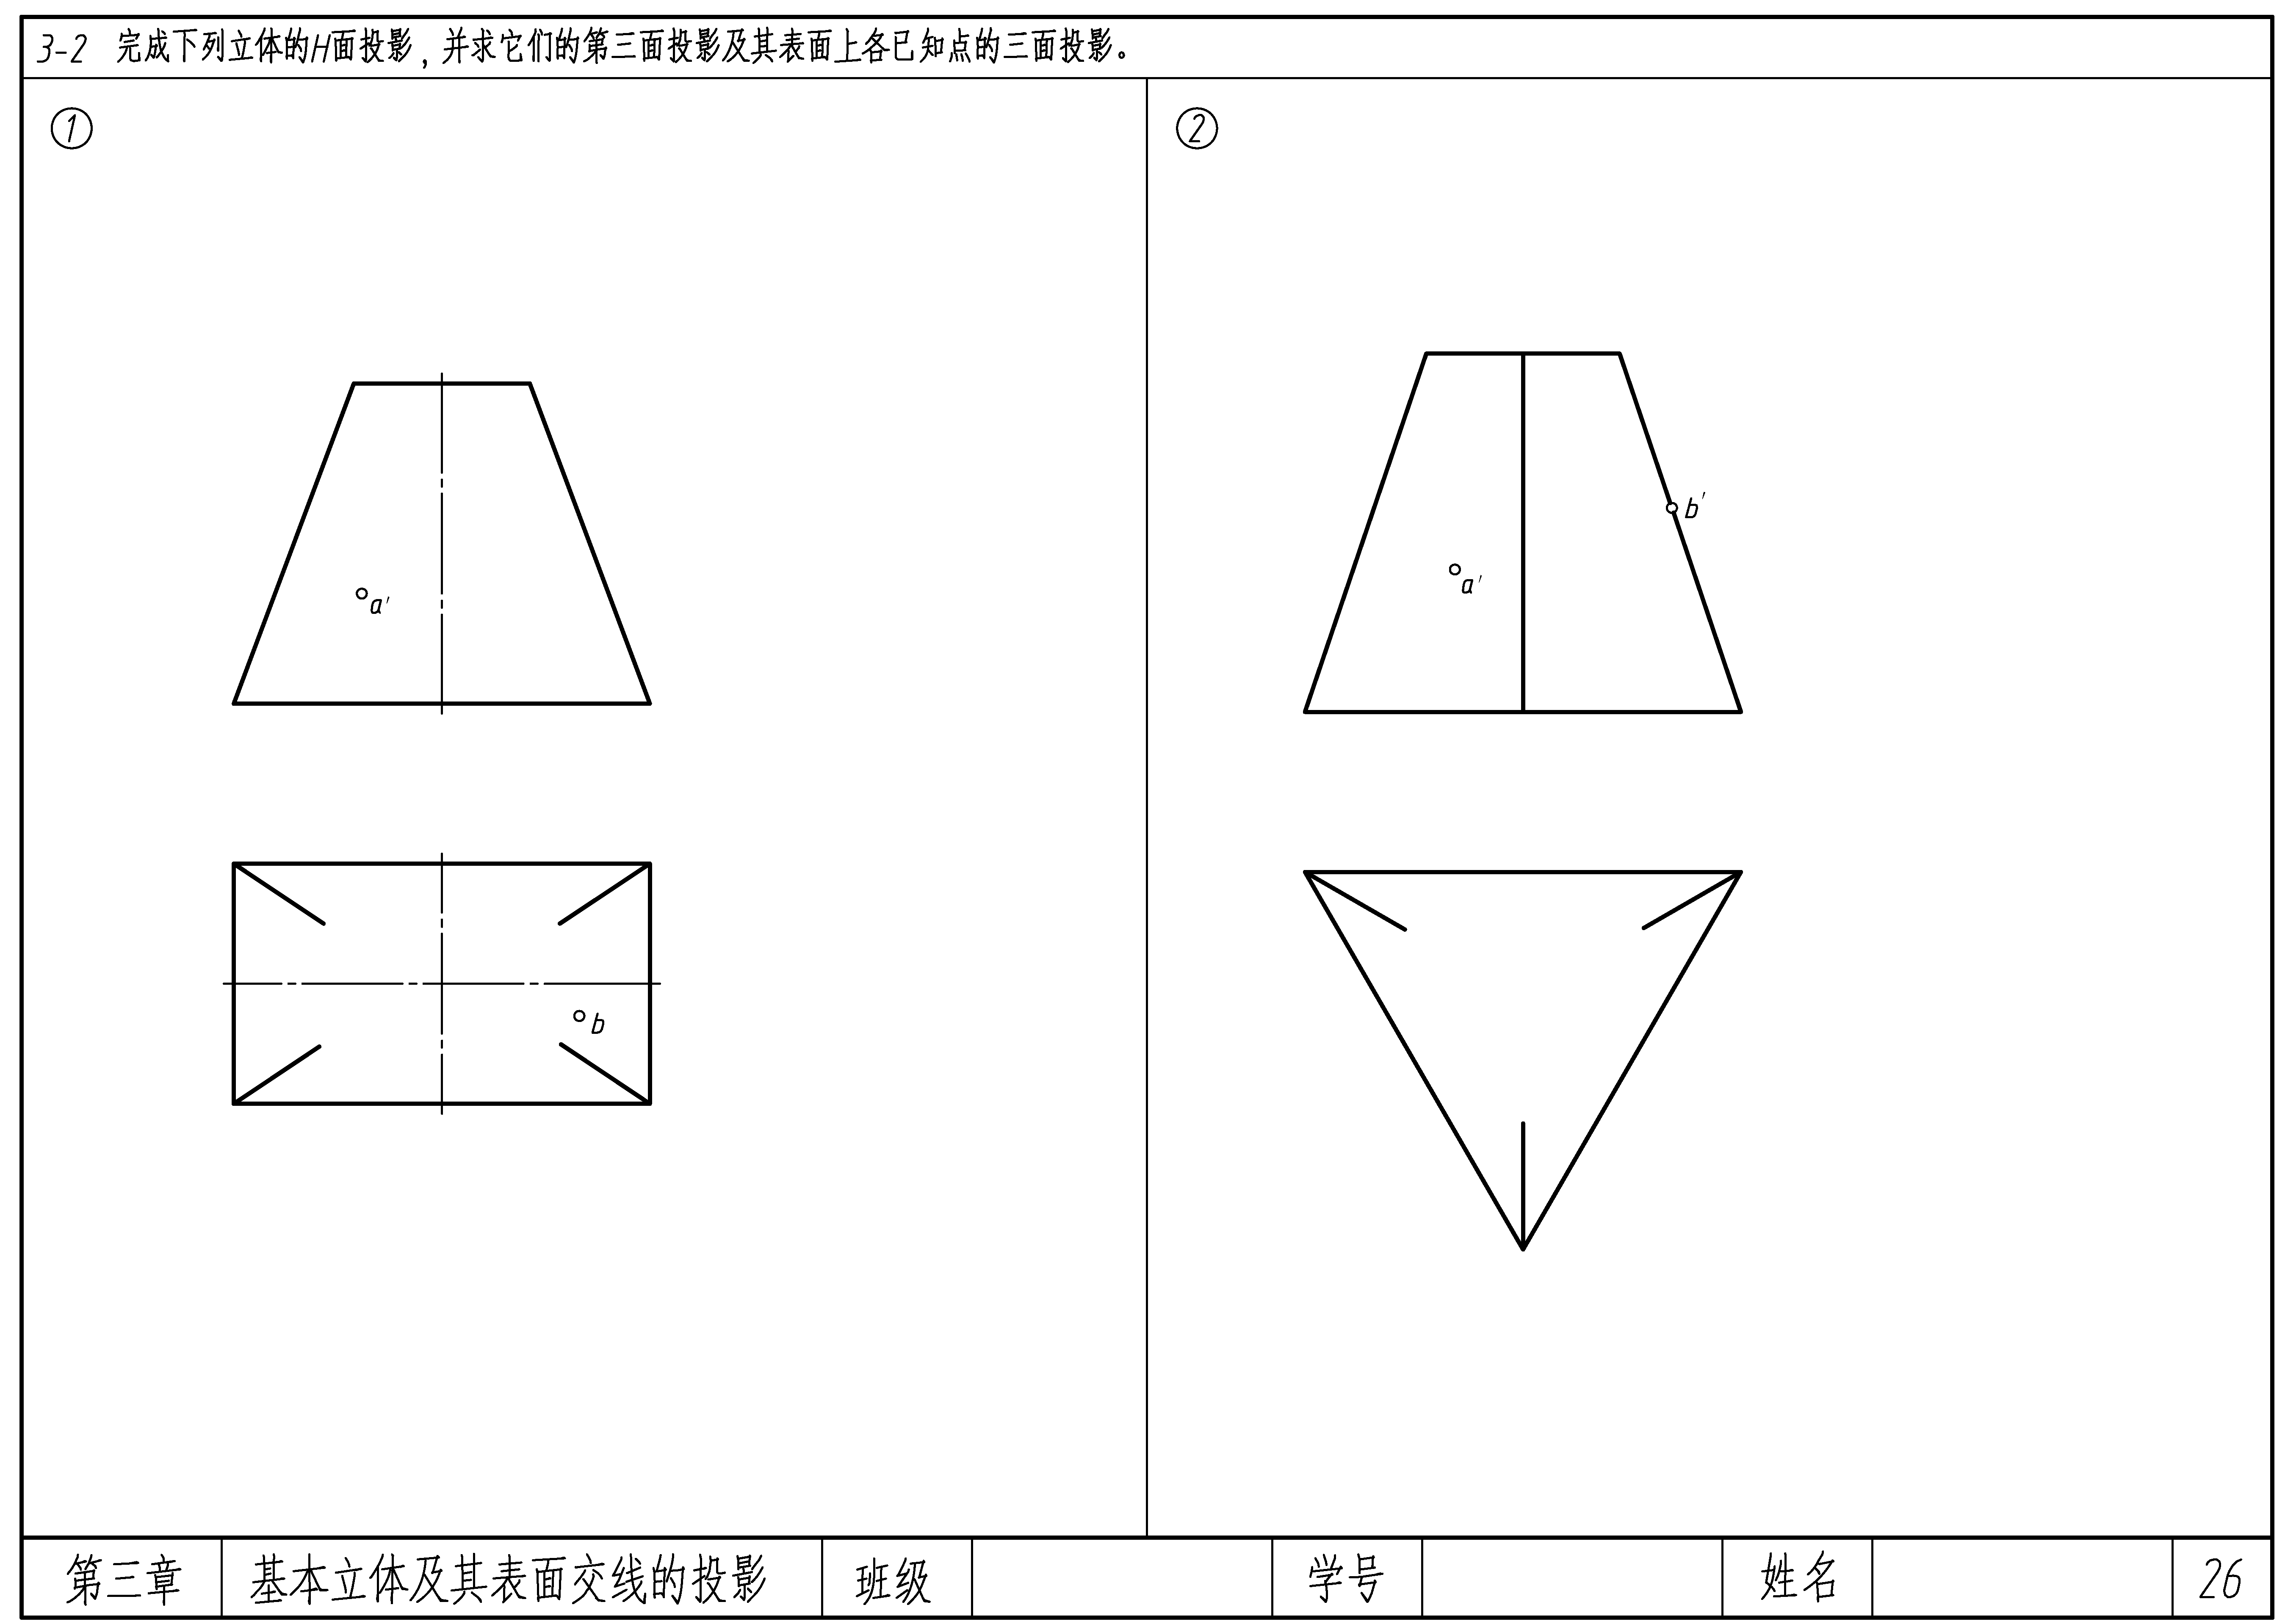 3-2 完成下列立体的H面投影，并求它们的第三面投影及其表面上各已知点的三面投影。
①
②
b'
a'
a'
b
第三章 基本立体及其表面交线的投影 班级 学号 姓名 26